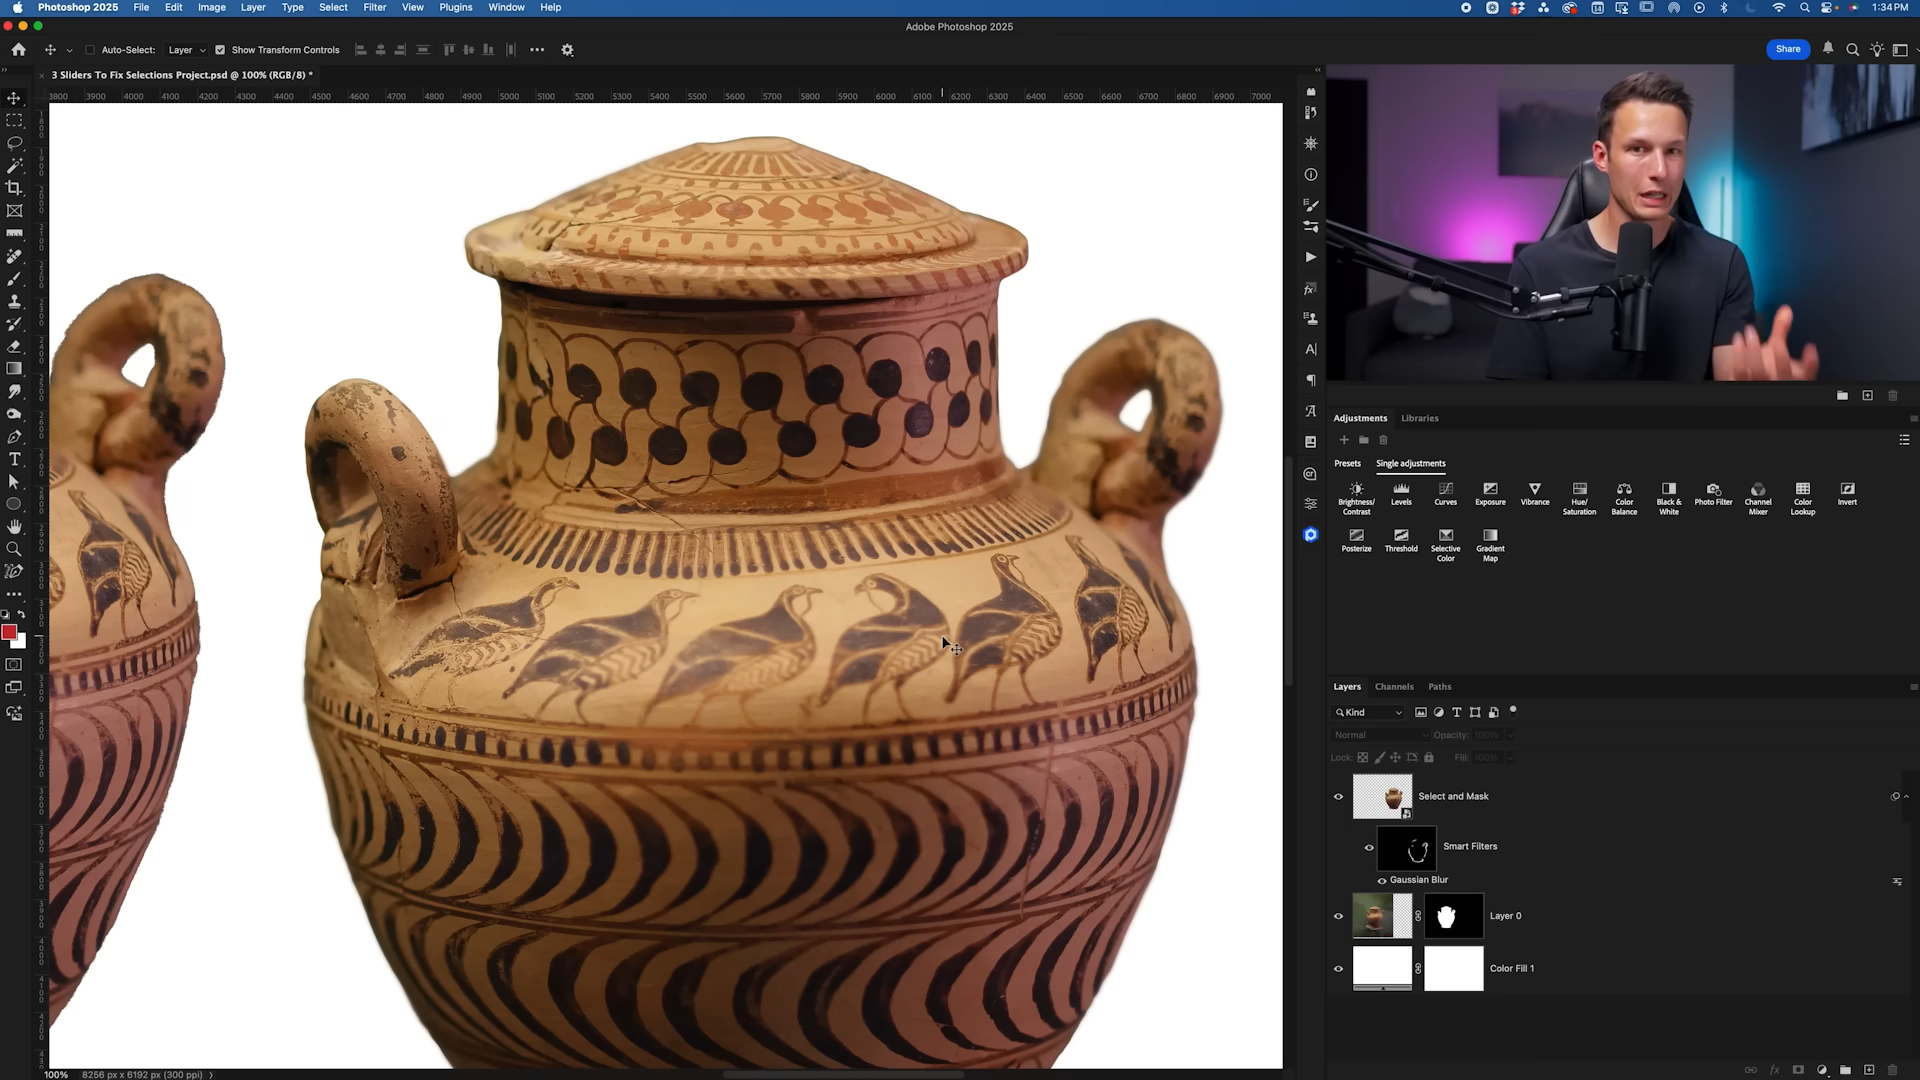 Photoshop 2025 File Edit Image Layer Type Select Filter View Plugins Window Help 1:34PM
Adobe Photoshop 2025
Auto-Select: Layer Show Transform Controls Share
3 Sliders To Fix Selections Project.psd @ 100% (RGB/8) *
3800 3900 4000 4100 4200 4300 4400 4500 4600 4700 4800 4900 5000 5100 5200 5300 5400 5500 5600 5700 5800 5900 6000 6100 6200 6300 6400 6500 6600 6700 6800 6900 7000
Adjustments Libraries
Presets Single adjustments
Brightness/ Contrast Levels Curves Exposure Vibrance Hue/ Saturation Color Balance Black & White Photo Filter Channel Mixer Color Lookup Invert
Posterize Threshold Selective Color Gradient Map
Layers Channels Paths
Kind
Normal Opacity: 100%
Lock: Fill: 100%
Select and Mask
Smart Filters
Gaussian Blur
Layer 0
Color Fill 1
100% 8256 px x 6192 px (300 ppi)